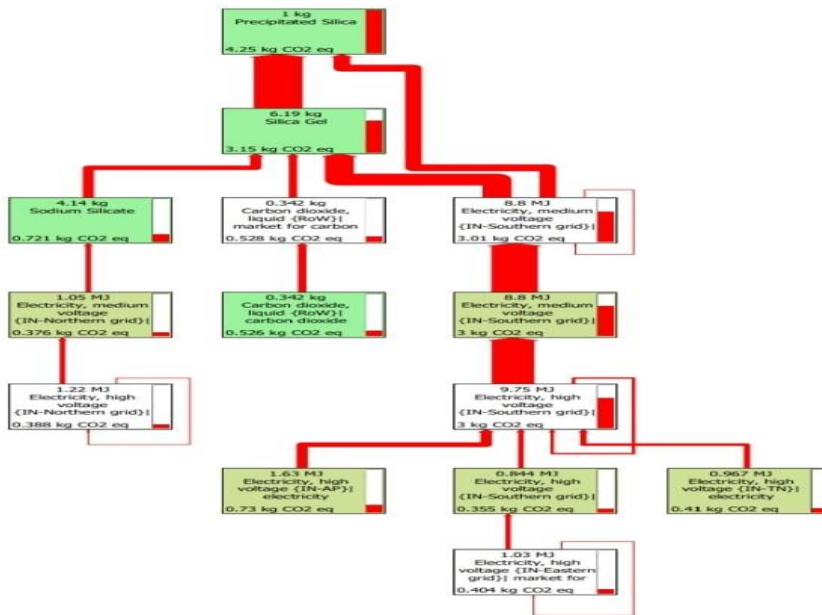 1 kg
Precipitated Silica
4.25 kg CO2 eq
6.19 kg
Silica Gel
3.15 kg CO2 eq
4.14 kg
Sodium Silicate
0.721 kg CO2 eq
0.342 kg
Carbon dioxide,
liquid {RoW}|
market for carbon
0.528 kg CO2 eq
8.8 MJ
Electricity, medium
voltage
{IN-Southern grid}|
3.01 kg CO2 eq
1.05 MJ
Electricity, medium
voltage
{IN-Northern grid}|
0.376 kg CO2 eq
0.342 kg
Carbon dioxide,
liquid {RoW}|
carbon dioxide
0.526 kg CO2 eq
8.8 MJ
Electricity, medium
voltage
{IN-Southern grid}|
3 kg CO2 eq
1.22 MJ
Electricity, high
voltage
{IN-Northern grid}|
0.388 kg CO2 eq
9.75 MJ
Electricity, high
voltage
{IN-Southern grid}|
3 kg CO2 eq
1.63 MJ
Electricity, high
voltage {IN-AP}|
electricity
0.73 kg CO2 eq
0.844 MJ
Electricity, high
voltage
{IN-Southern grid}|
0.355 kg CO2 eq
0.967 MJ
Electricity, high
voltage {IN-TN}|
electricity
0.41 kg CO2 eq
1.03 MJ
Electricity, high
voltage {IN-Eastern
grid}| market for
0.404 kg CO2 eq